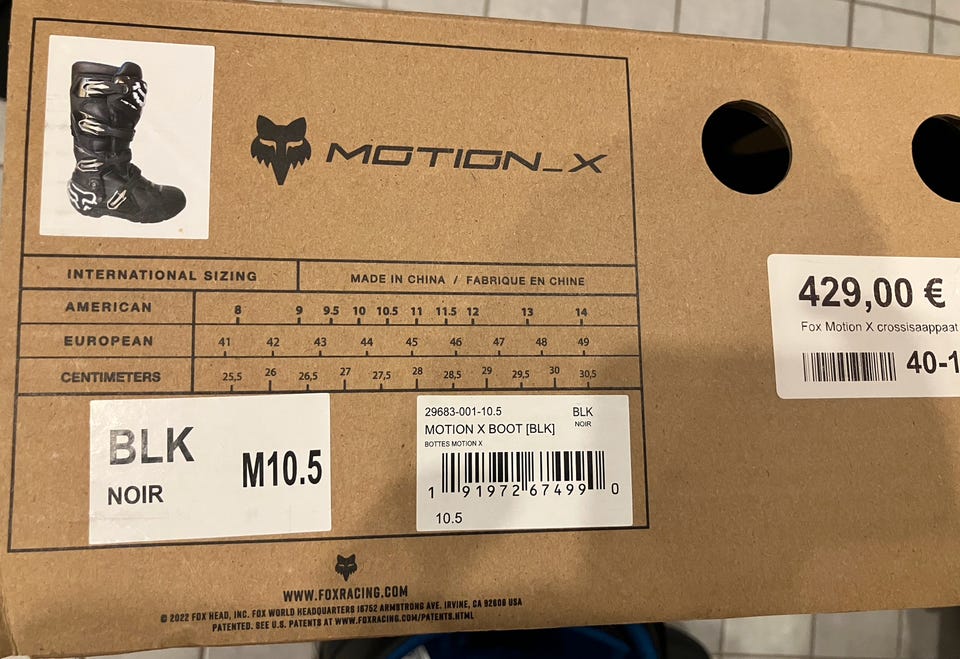 MOTION_X
INTERNATIONAL SIZING
MADE IN CHINA / FABRIQUE EN CHINE
AMERICAN 8 9 9.5 10 10.5 11 11.5 12 13 14
EUROPEAN 41 42 43 44 45 46 47 48 49
CENTIMETERS 25,5 26 26,5 27 27,5 28 28,5 29 29,5 30 30,5
BLK
NOIR
M10.5
29683-001-10.5 BLK
NOIR
MOTION X BOOT [BLK]
BOTTES MOTION X
1 91972 67499 0
10.5
429,00 €
Fox Motion X crossisaappaat
40-1
WWW.FOXRACING.COM
© 2022 FOX HEAD, INC. FOX WORLD HEADQUARTERS 16752 ARMSTRONG AVE. IRVINE, CA 92606 USA
PATENTED. SEE U.S. PATENTS AT WWW.FOXRACING.COM/PATENTS.HTML